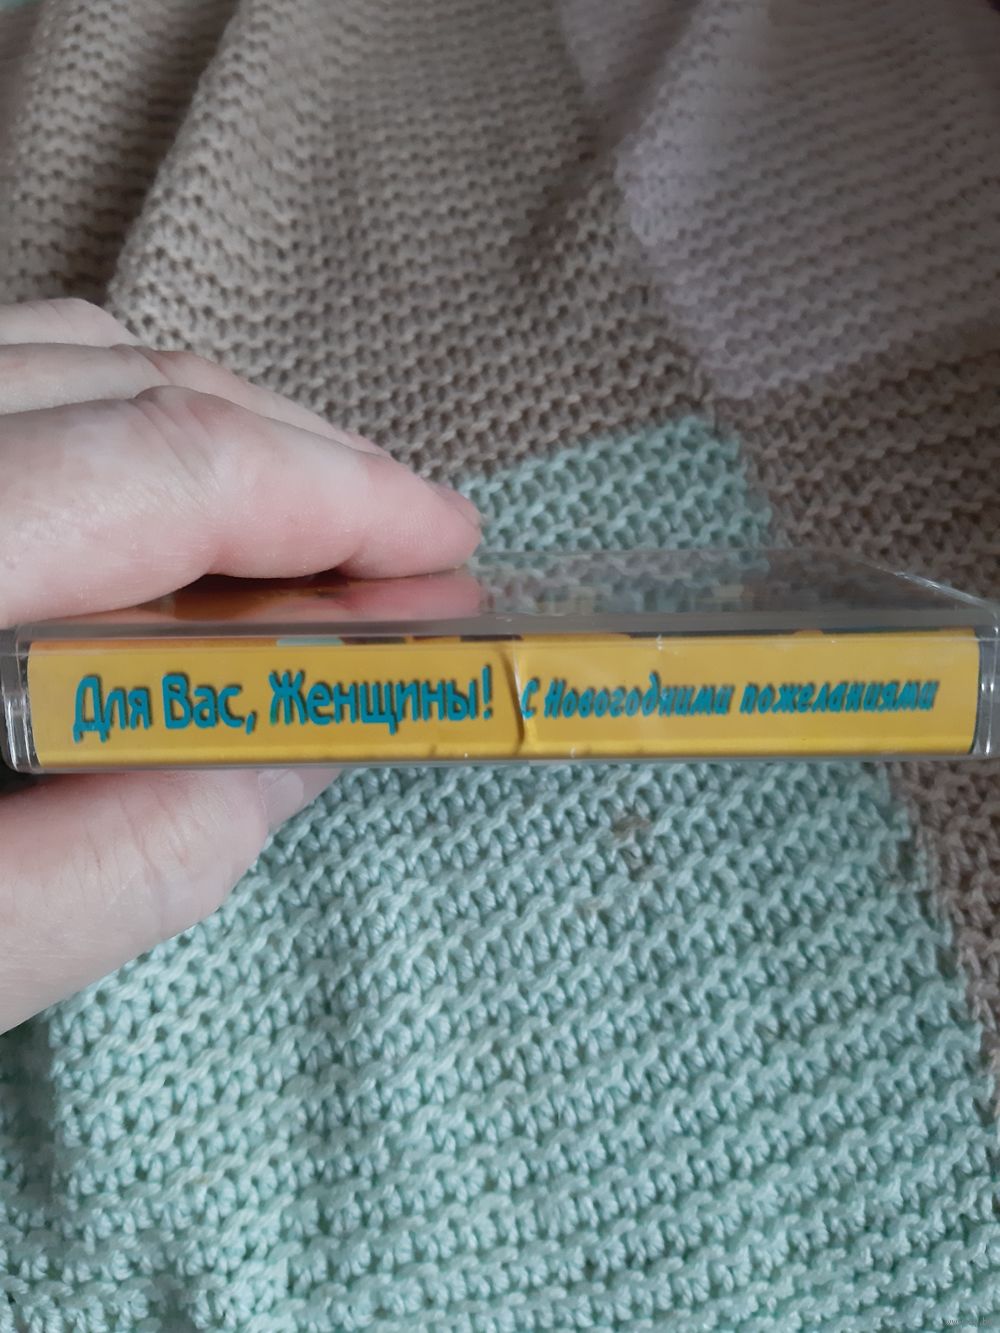 Для Вас, Женщины! С Новогодними пожеланиями